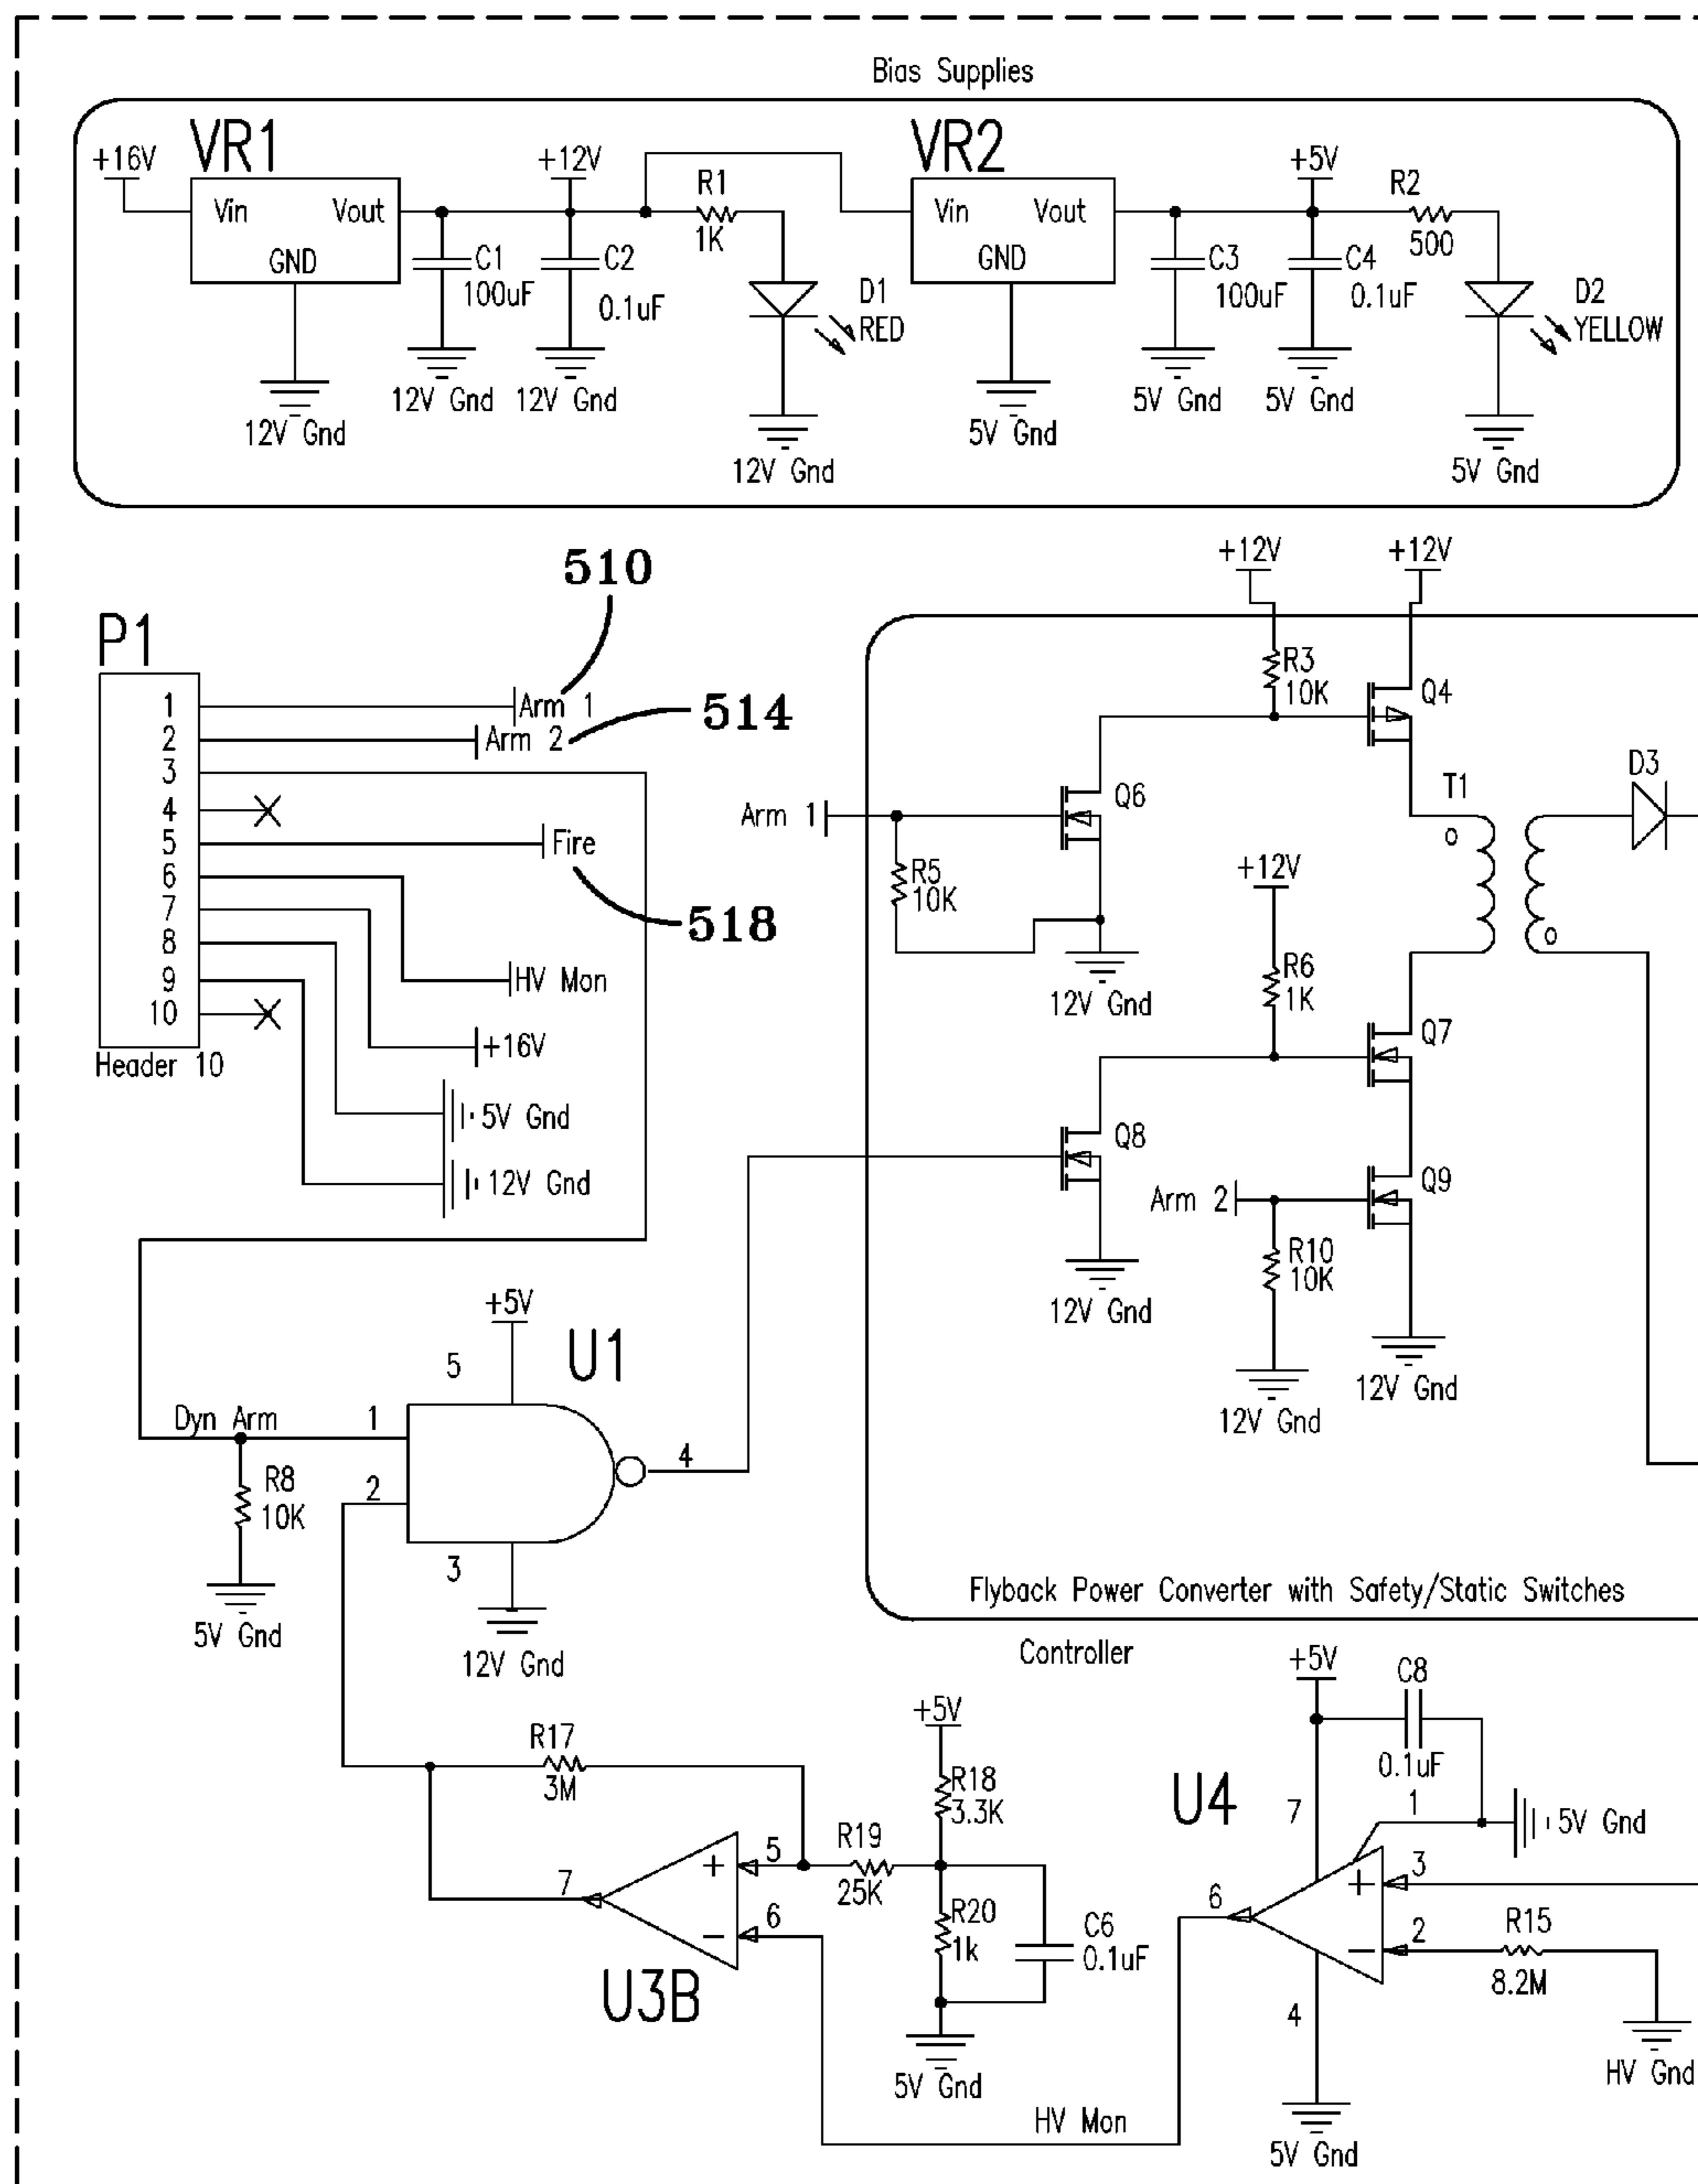 Bias Supplies
VR1
VR2
+16V
+12V
+5V
Vin Vout
GND
R1
1K
Vin Vout
GND
R2
500
C1
100uF
C2
0.1uF
D1
RED
C3
100uF
C4
0.1uF
D2
YELLOW
12V Gnd
12V Gnd
12V Gnd
12V Gnd
5V Gnd
5V Gnd
5V Gnd
5V Gnd
510
P1
1
2
3
4
5
6
7
8
9
10
Header 10
Arm 1
Arm 2
514
Fire
518
HV Mon
+16V
5V Gnd
12V Gnd
+12V
+12V
R3
10K
Q4
T1
D3
Arm 1
Q6
R5
10K
12V Gnd
+12V
R6
1K
Q7
Q8
Arm 2
Q9
R10
10K
12V Gnd
12V Gnd
12V Gnd
Flyback Power Converter with Safety/Static Switches
+5V
U1
5
Dyn Arm
1
2
4
3
R8
10K
5V Gnd
12V Gnd
Controller
R17
3M
7
5
6
+
−
U3B
R19
25K
+5V
R18
3.3K
R20
1k
C6
0.1uF
5V Gnd
HV Mon
+5V
C8
0.1uF
U4
7
1
5V Gnd
6
+
3
−
2
4
R15
8.2M
HV Gnd
5V Gnd